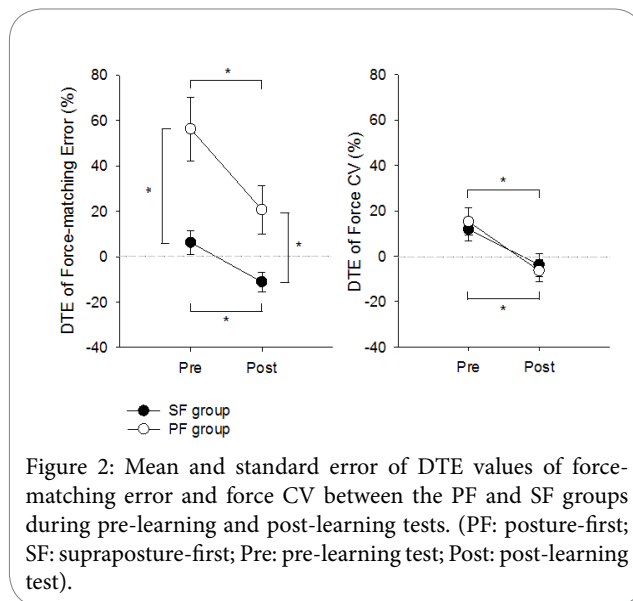 80
60
40
20
0
-20
-40
DTE of Force-matching Error (%)
*
*
*
*
Pre
Post
80
60
40
20
0
-20
-40
DTE of Force CV (%)
*
*
Pre
Post
SF group
PF group
Figure 2: Mean and standard error of DTE values of force-
matching error and force CV between the PF and SF groups
during pre-learning and post-learning tests. (PF: posture-first;
SF: supraposture-first; Pre: pre-learning test; Post: post-learning
test).